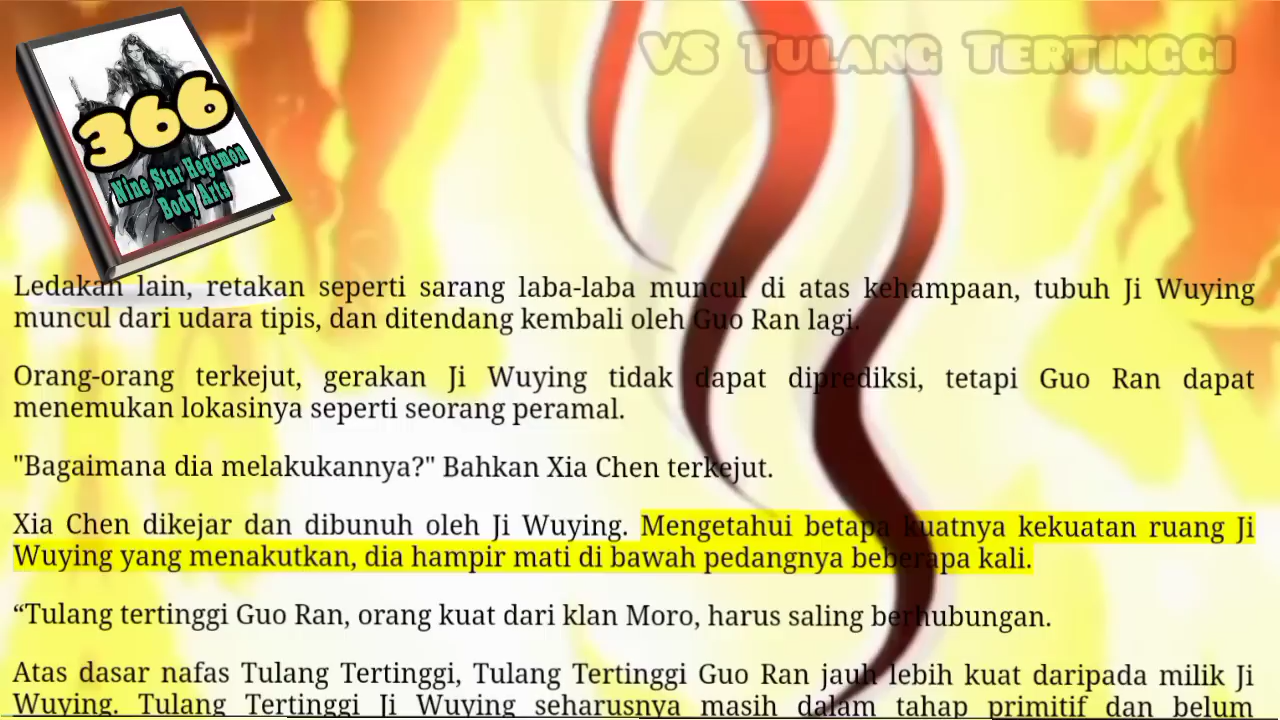 VS Tulang Tertinggi
366
Nine Star Hegemon
Body Arts
Ledakan lain, retakan seperti sarang laba-laba muncul di atas kehampaan, tubuh Ji Wuying
muncul dari udara tipis, dan ditendang kembali oleh Guo Ran lagi.
Orang-orang terkejut, gerakan Ji Wuying tidak dapat diprediksi, tetapi Guo Ran dapat
menemukan lokasinya seperti seorang peramal.
"Bagaimana dia melakukannya?" Bahkan Xia Chen terkejut.
Xia Chen dikejar dan dibunuh oleh Ji Wuying. Mengetahui betapa kuatnya kekuatan ruang Ji
Wuying yang menakutkan, dia hampir mati di bawah pedangnya beberapa kali.
“Tulang tertinggi Guo Ran, orang kuat dari klan Moro, harus saling berhubungan.
Atas dasar nafas Tulang Tertinggi, Tulang Tertinggi Guo Ran jauh lebih kuat daripada milik Ji
Wuying. Tulang Tertinggi Ji Wuying seharusnya masih dalam tahap primitif dan belum